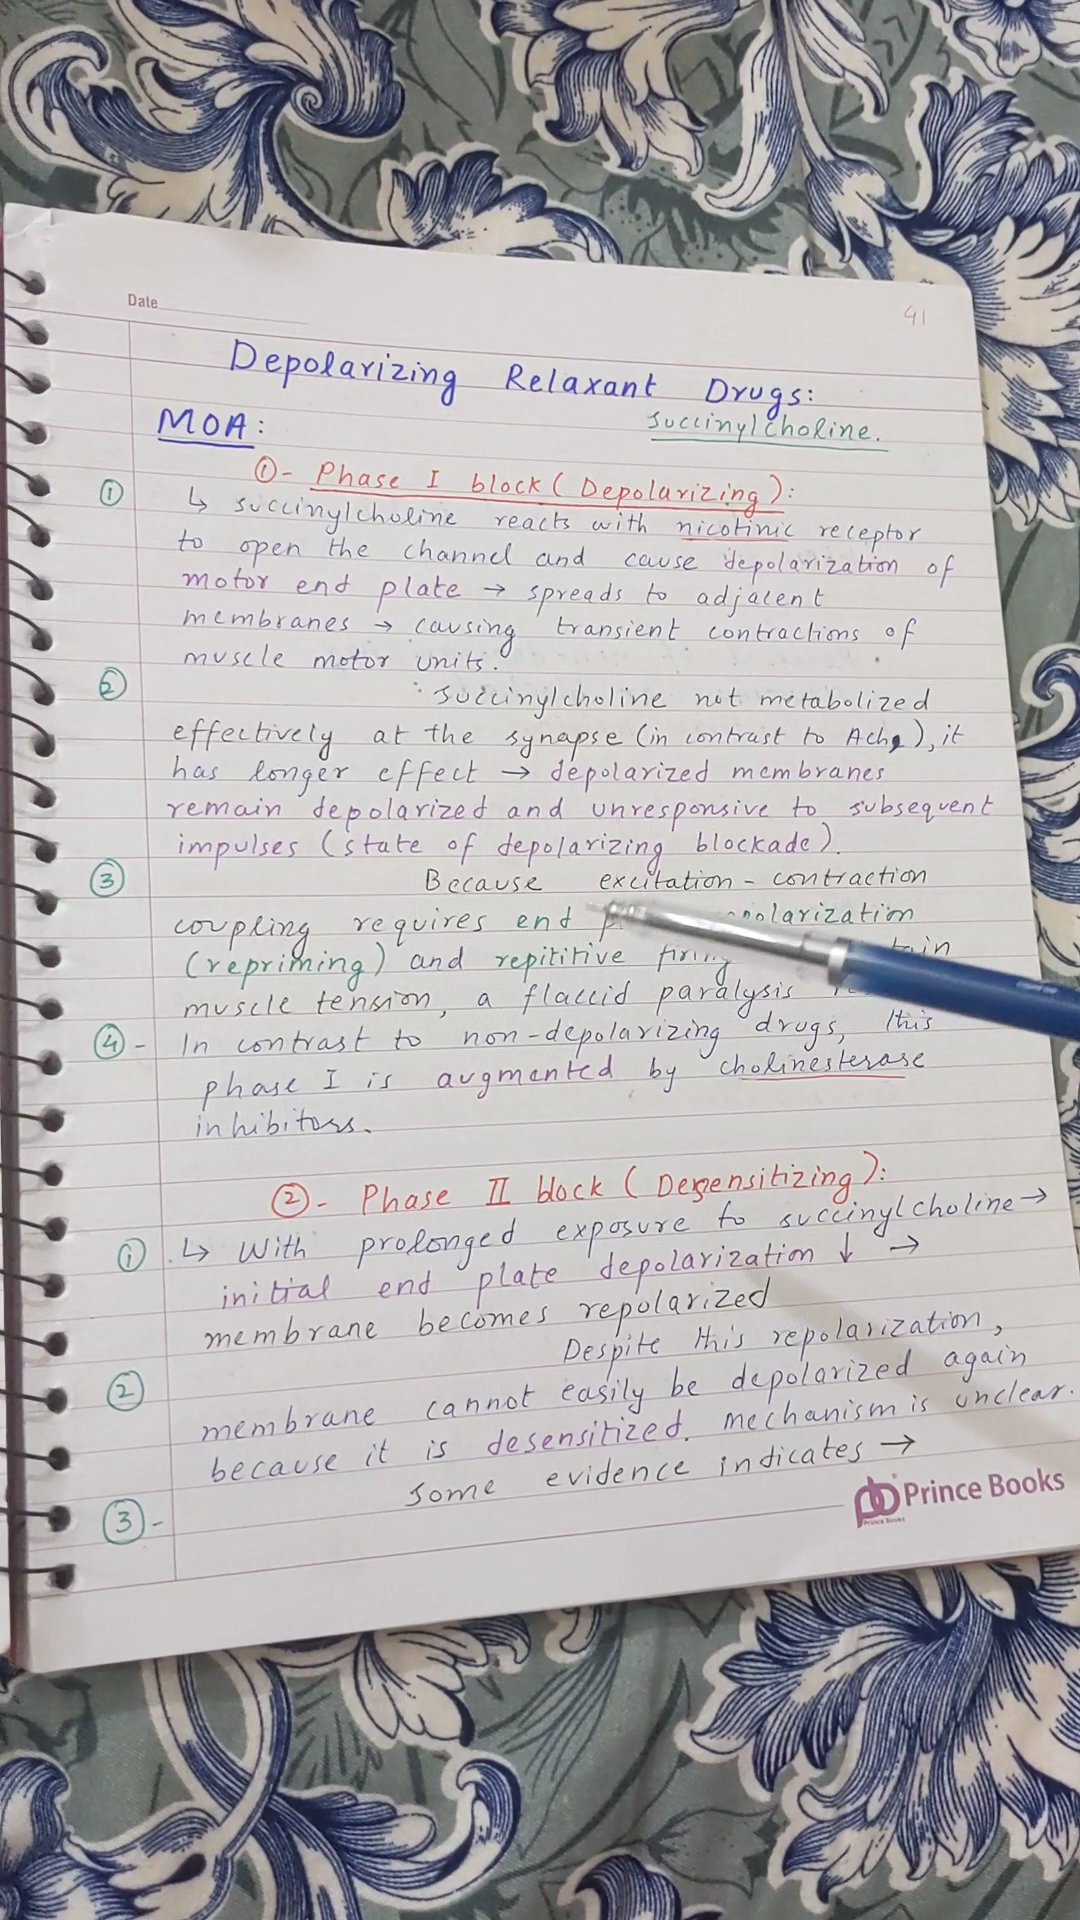 Date
41
Depolarizing Relaxant Drugs:
MOA: Succinylcholine.
①- Phase I block (Depolarizing):
① ↳ succinylcholine reacts with nicotinic receptor
to open the channel and cause depolarization of
motor end plate → spreads to adjacent
membranes → causing transient contractions of
muscle motor units.
② succinylcholine not metabolized
effectively at the synapse (in contrast to Ach), it
has longer effect → depolarized membranes
remain depolarized and unresponsive to subsequent
impulses (state of depolarizing blockade).
③ Because excitation - contraction
coupling requires end polarization
(repriming) and repititive firing
muscle tension, a flaccid paralysis
④ - In contrast to non-depolarizing drugs, this
phase I is augmented by cholinesterase
inhibitors.
②- Phase II block (Desensitizing):
① ↳ With prolonged exposure to succinylcholine →
initial end plate depolarization ↓ →
membrane becomes repolarized
Despite this repolarization,
② membrane cannot easily be depolarized again
because it is desensitized. Mechanism is unclear.
③ - Some evidence indicates →
Prince Books